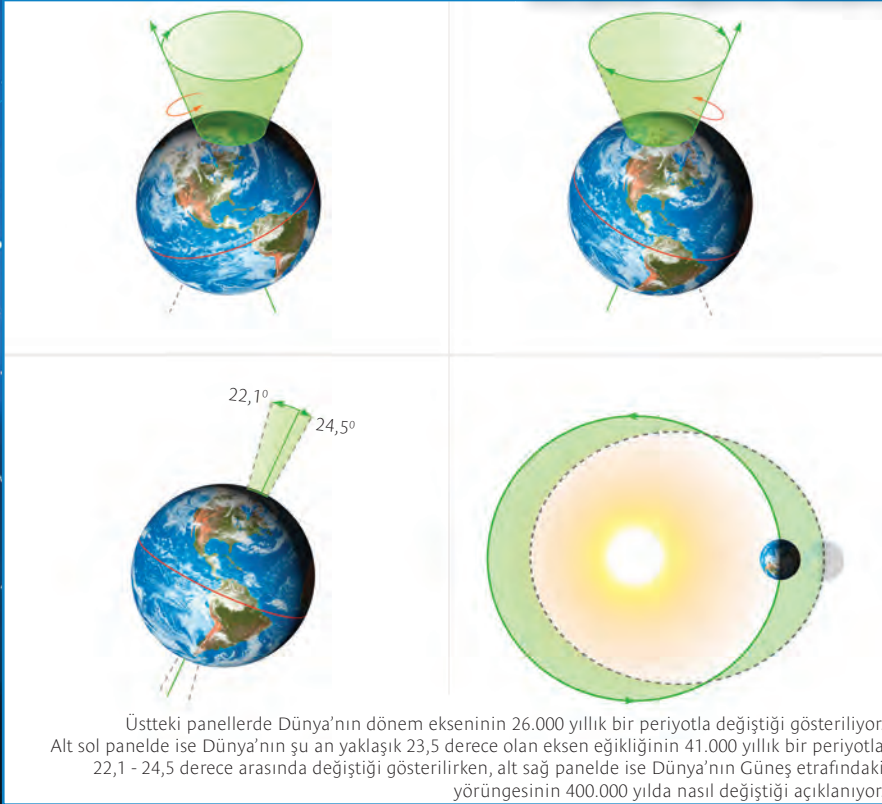 22,1⁰
24,5⁰
Üstteki panellerde Dünya’nın dönem ekseninin 26.000 yıllık bir periyotla değiştiği gösteriliyor
Alt sol panelde ise Dünya’nın şu an yaklaşık 23,5 derece olan eksen eğikliğinin 41.000 yıllık bir periyotla
22,1 - 24,5 derece arasında değiştiği gösterilirken, alt sağ panelde ise Dünya’nın Güneş etrafındaki
yörüngesinin 400.000 yılda nasıl değiştiği açıklanıyor